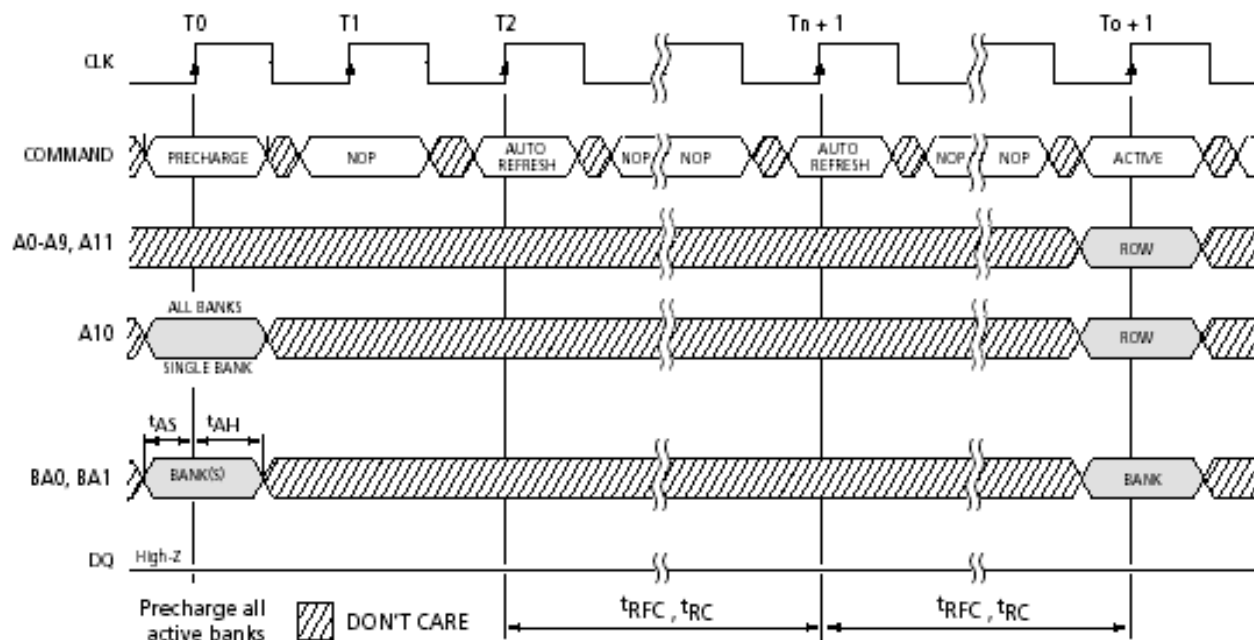 T0 T1 T2 Tn + 1 To + 1
CLK
COMMAND PRECHARGE NOP AUTO REFRESH NOP NOP AUTO REFRESH NOP NOP ACTIVE
A0-A9, A11 ROW
ALL BANKS
A10 ROW
SINGLE BANK
tAS tAH
BA0, BA1 BANK(S) BANK
DQ High-Z
Precharge all active banks
DON'T CARE
tRFC , tRC tRFC , tRC